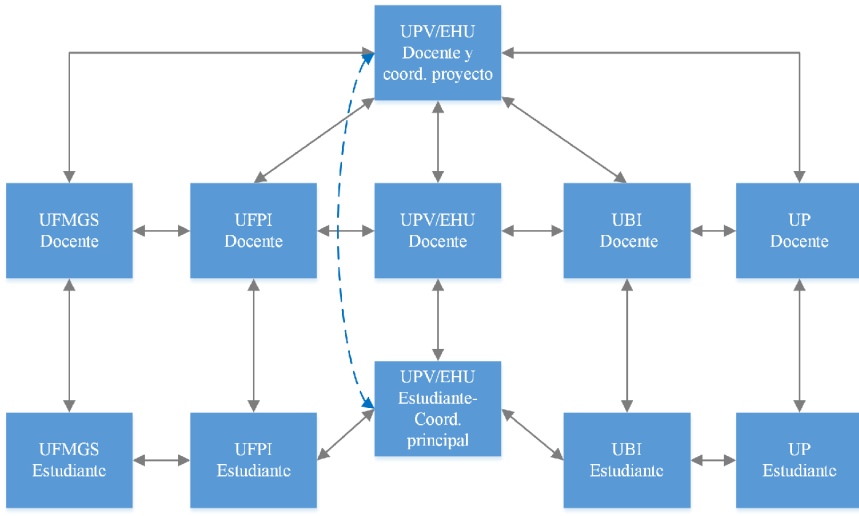 UPV/EHU
Docente y
coord. proyecto
UFMGS
Docente
UFPI
Docente
UPV/EHU
Docente
UBI
Docente
UP
Docente
UPV/EHU
Estudiante-
Coord.
principal
UFMGS
Estudiante
UFPI
Estudiante
UBI
Estudiante
UP
Estudiante